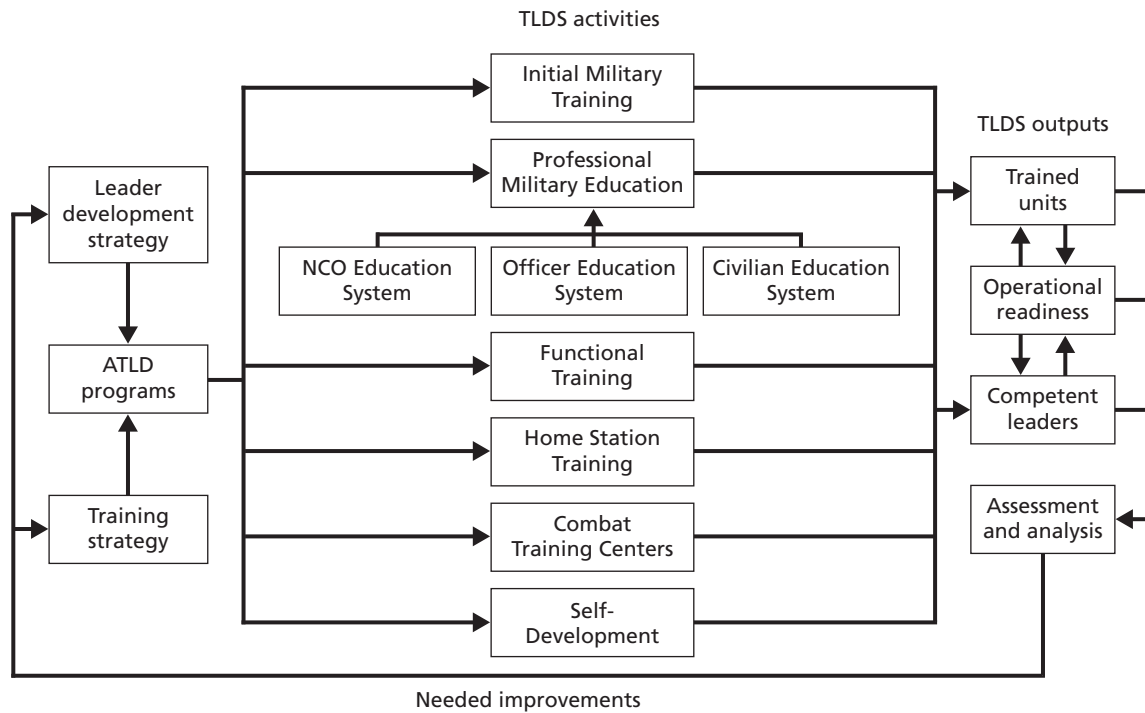 TLDS activities
Initial Military
Training
TLDS outputs
Professional
Military Education
Leader
development
strategy
Trained
units
NCO Education
System
Officer Education
System
Civilian Education
System
Operational
readiness
ATLD
programs
Functional
Training
Competent
leaders
Home Station
Training
Training
strategy
Combat
Training Centers
Assessment
and analysis
Self-
Development
Needed improvements